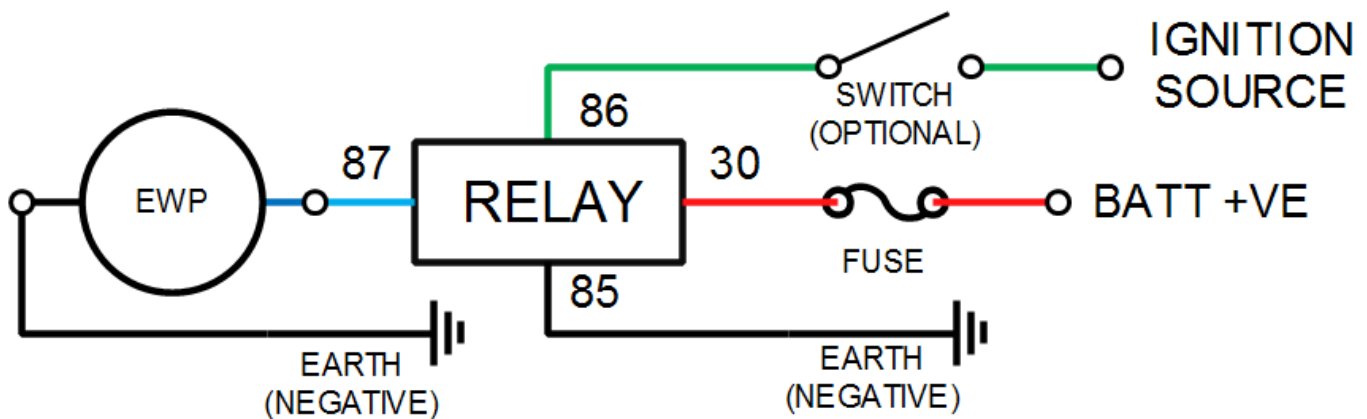 IGNITION
SOURCE
SWITCH
(OPTIONAL)
86
87
30
EWP
RELAY
BATT +VE
FUSE
85
EARTH
(NEGATIVE)
EARTH
(NEGATIVE)